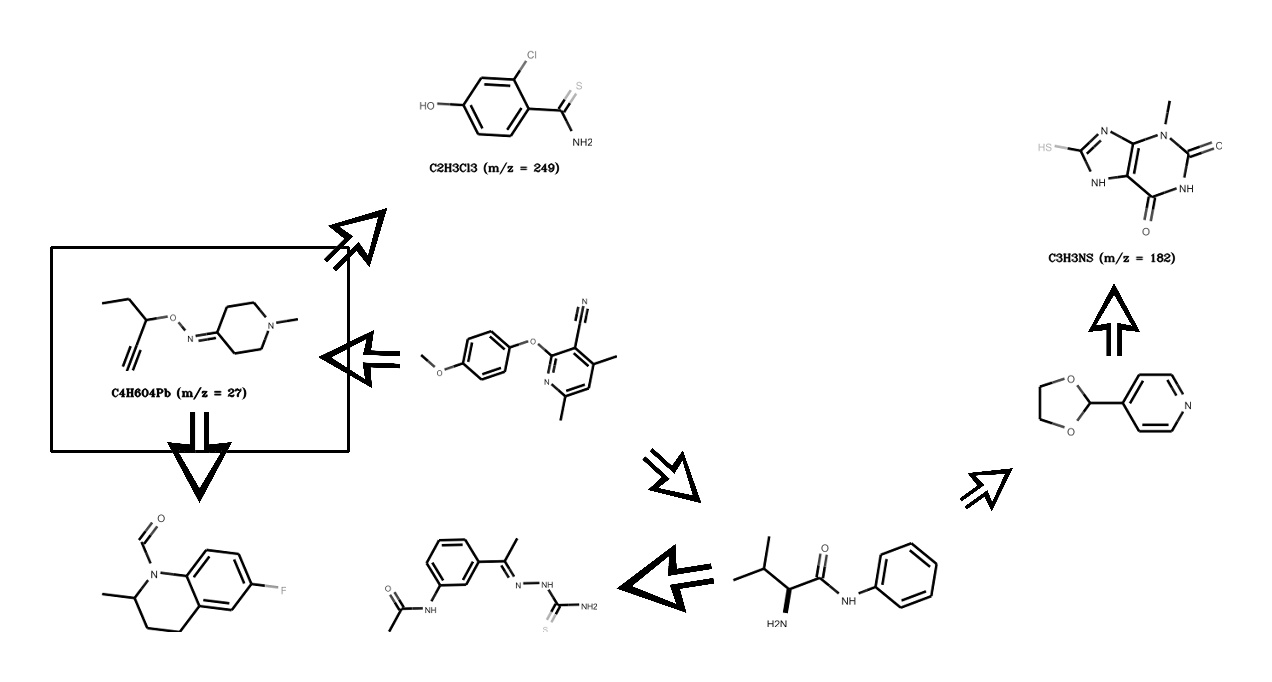 Cl
S
HO
NH2
C2H3Cl3 (m/z = 249)
N
N
HS
C
NH
NH
O
C3H3NS (m/z = 182)
N
O
O
N
N
O
N
O
C4H6O4Pb (m/z = 27)
O
N
O
O
N
F
O
NH
N
NH
NH2
S
O
NH
H2N